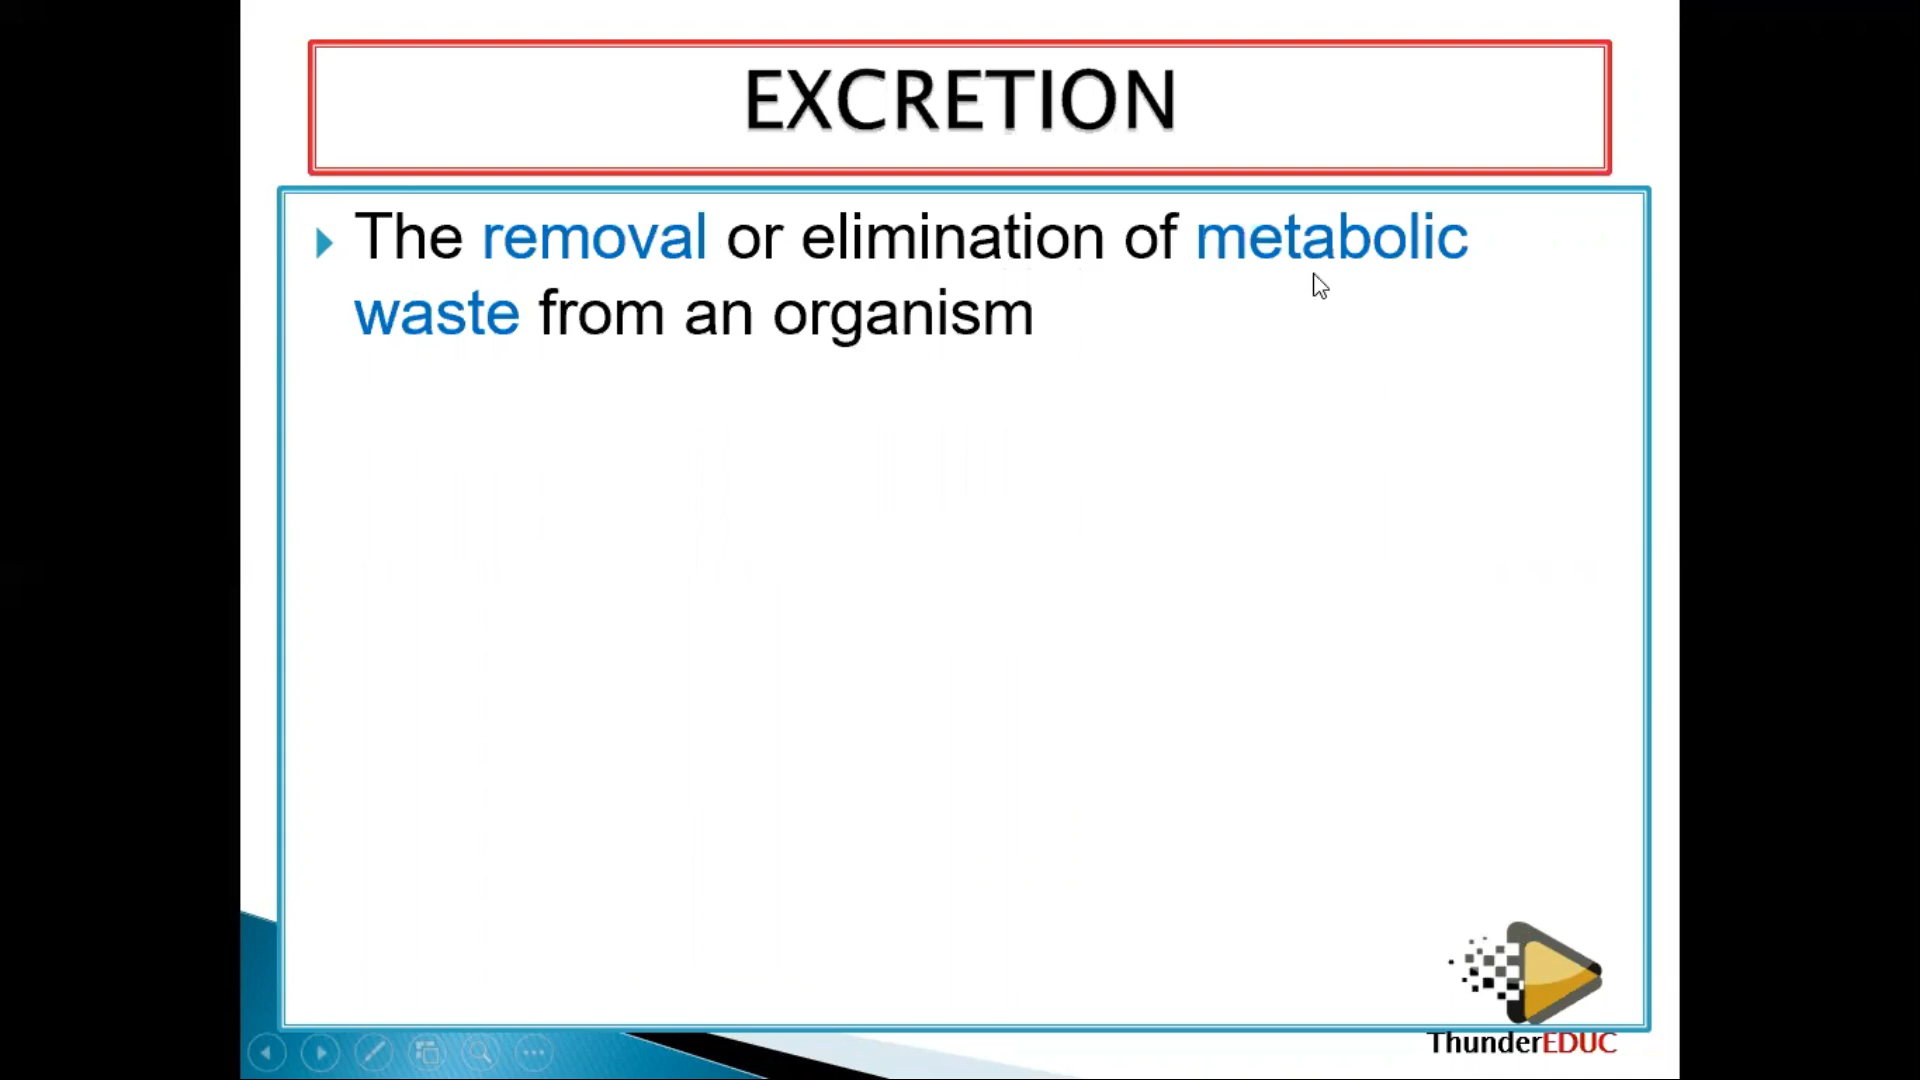 EXCRETION
The removal or elimination of metabolic
waste from an organism
ThunderEDUC